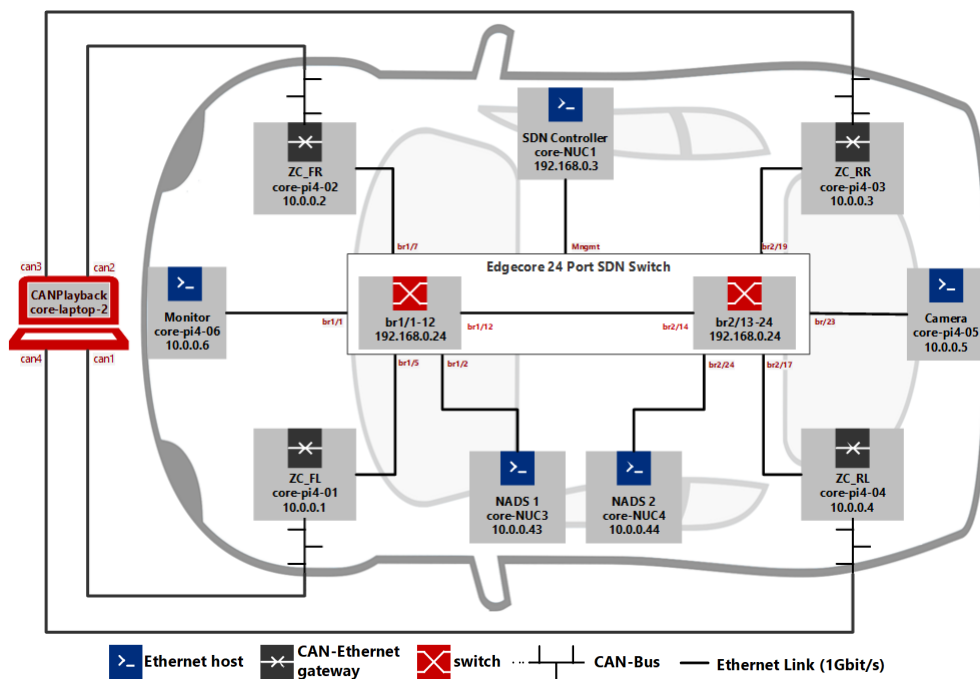 SDN Controller
core-NUC1
192.168.0.3
ZC_FR
core-pi4-02
10.0.0.2
ZC_RR
core-pi4-03
10.0.0.3
br1/7
Mngmt
br2/19
can3
can2
Edgecore 24 Port SDN Switch
CANPlayback
core-laptop-2
Monitor
core-pi4-06
10.0.0.6
br1/1
br1/1-12
192.168.0.24
br1/12
br2/14
br2/13-24
192.168.0.24
br/23
Camera
core-pi4-05
10.0.0.5
can4
can1
br1/5
br1/2
br2/24
br2/17
ZC_FL
core-pi4-01
10.0.0.1
NADS 1
core-NUC3
10.0.0.43
NADS 2
core-NUC4
10.0.0.44
ZC_RL
core-pi4-04
10.0.0.4
Ethernet host
CAN-Ethernet
gateway
switch
CAN-Bus
Ethernet Link (1Gbit/s)